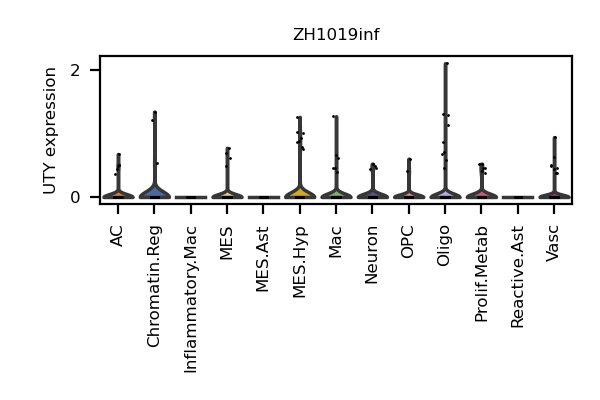 ZH1019inf
UTY expression
2
0
AC
Chromatin.Reg
Inflammatory.Mac
MES
MES.Ast
MES.Hyp
Mac
Neuron
OPC
Oligo
Prolif.Metab
Reactive.Ast
Vasc